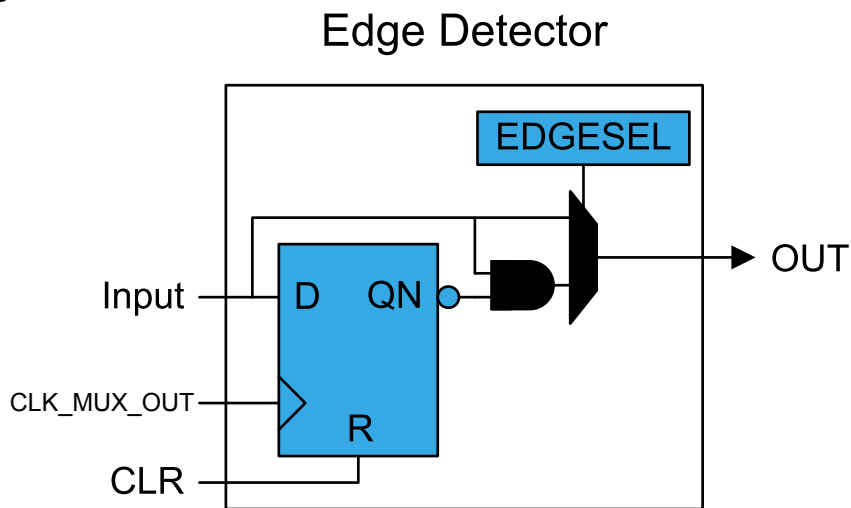 Edge Detector
EDGESEL
OUT
Input
D
QN
CLK_MUX_OUT
R
CLR